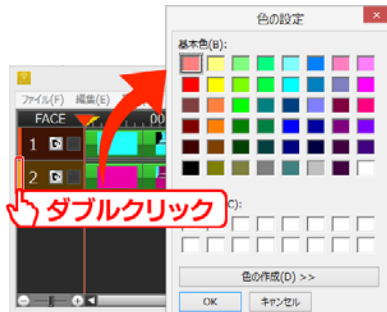 色の設定
基本色(B):
ファイル(F) 編集(E)
FACE 00
1
2
ダブルクリック
C):
色の作成(D) >>
OK キャンセル